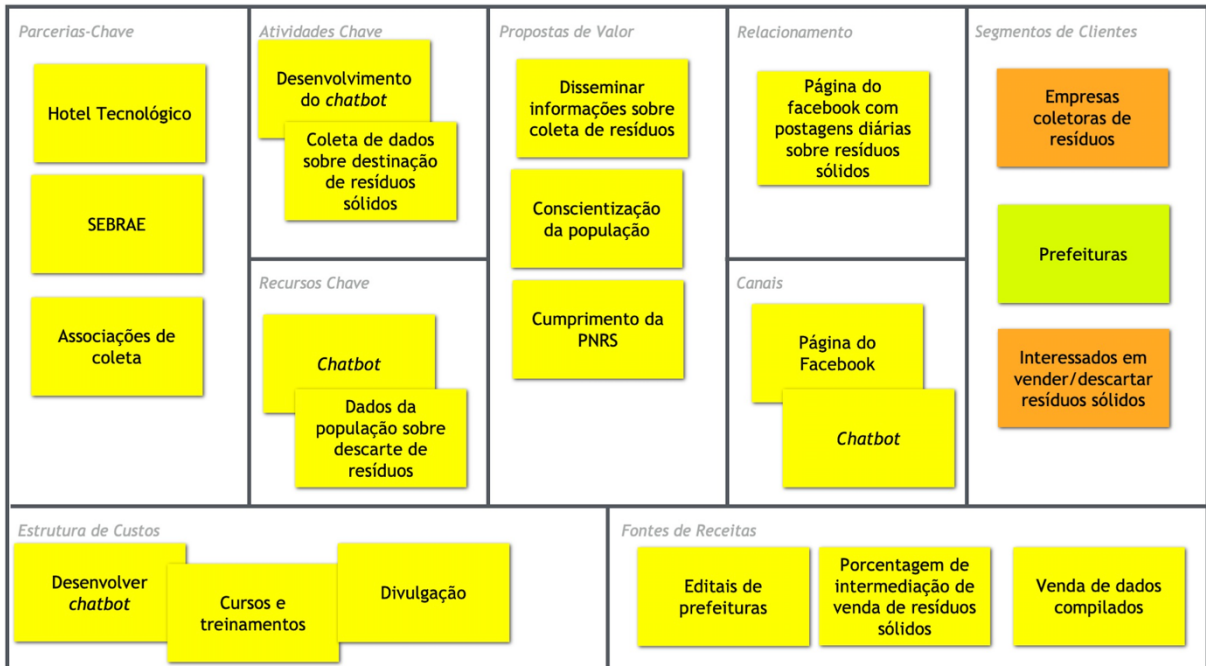 Parcerias-Chave
Hotel Tecnológico
SEBRAE
Associações de
coleta
Atividades Chave
Desenvolvimento
do chatbot
Coleta de dados
sobre destinação
de resíduos
sólidos
Recursos Chave
Chatbot
Dados da
população sobre
descarte de
resíduos
Propostas de Valor
Disseminar
informações sobre
coleta de resíduos
Conscientização
da população
Cumprimento da
PNRS
Relacionamento
Página do
facebook com
postagens diárias
sobre resíduos
sólidos
Canais
Página do
Facebook
Chatbot
Segmentos de Clientes
Empresas
coletoras de
resíduos
Prefeituras
Interessados em
vender/descartar
resíduos sólidos
Estrutura de Custos
Desenvolver
chatbot
Cursos e
treinamentos
Divulgação
Fontes de Receitas
Editais de
prefeituras
Porcentagem de
intermediação de
venda de resíduos
sólidos
Venda de dados
compilados